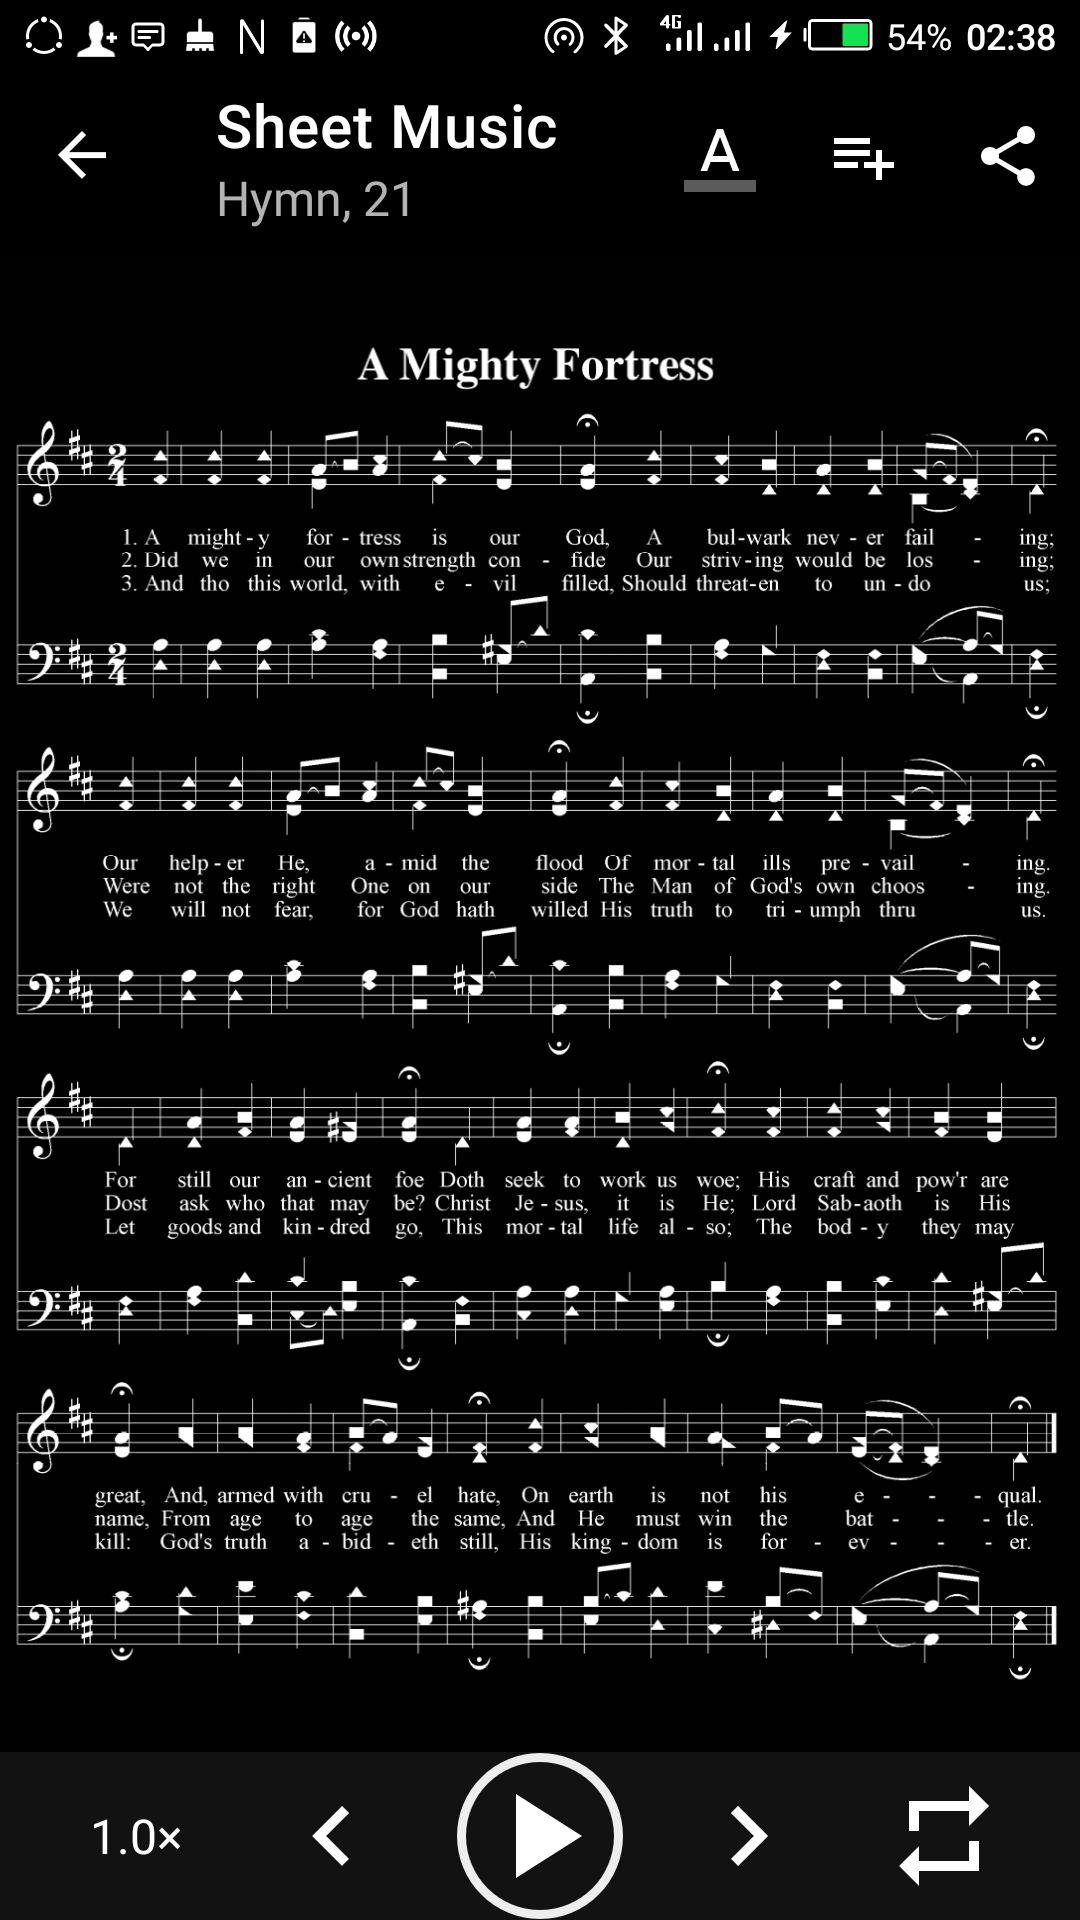 4G 54% 02:38
Sheet Music
A
Hymn, 21
A Mighty Fortress
1. A might - y for - tress is our God, A bul - wark nev - er fail - ing;
2. Did we in our own strength con - fide Our striv - ing would be los - ing;
3. And tho this world, with e - vil filled, Should threat - en to un - do us;
Our help - er He, a - mid the flood Of mor - tal ills pre - vail - ing.
Were not the right One on our side The Man of God's own choos - ing.
We will not fear, for God hath willed His truth to tri - umph thru us.
For still our an - cient foe Doth seek to work us woe; His craft and pow'r are
Dost ask who that may be? Christ Je - sus, it is He; Lord Sab - aoth is His
Let goods and kin - dred go, This mor - tal life al - so; The bod - y they may
great, And, armed with cru - el hate, On earth is not his e - - - qual.
name, From age to age the same, And He must win the bat - - - tle.
kill: God's truth a - bid - eth still, His king - dom is for - ev - - er.
1.0×